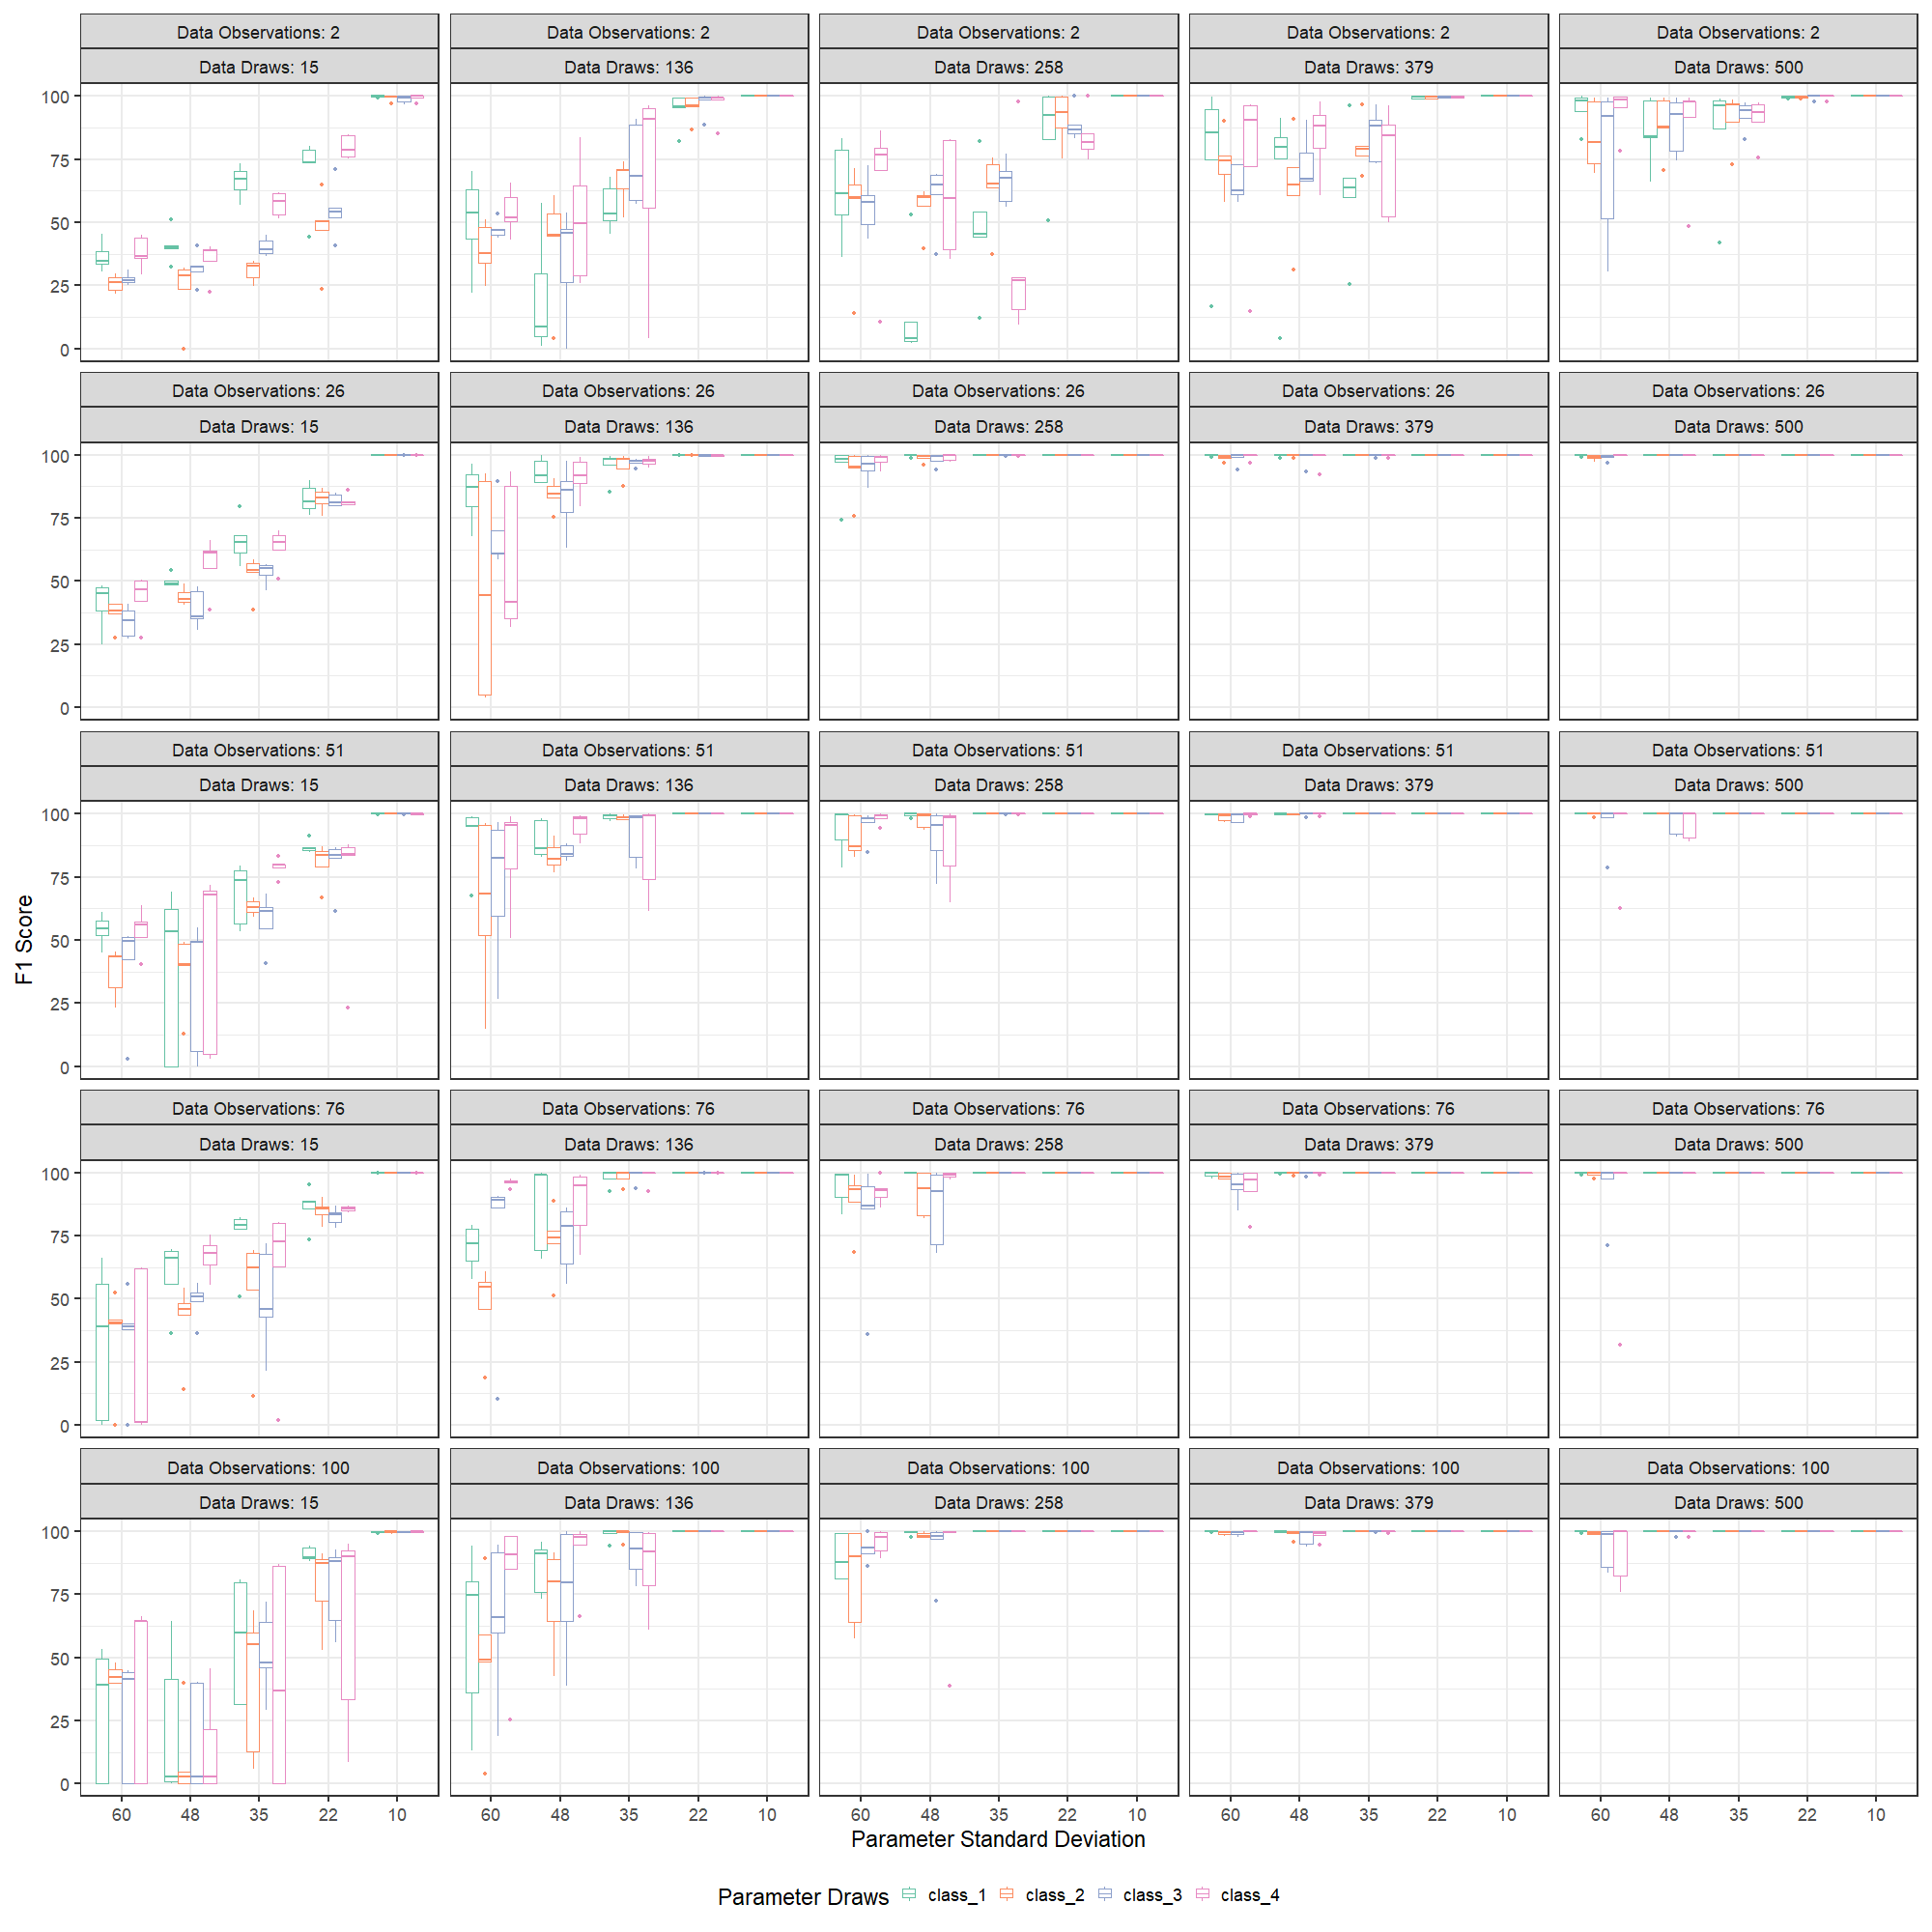 Data Observations: 2 Data Observations: 2 Data Observations: 2 Data Observations: 2 Data Observations: 2
Data Draws: 15 Data Draws: 136 Data Draws: 258 Data Draws: 379 Data Draws: 500
100
75
50
25
0
Data Observations: 26 Data Observations: 26 Data Observations: 26 Data Observations: 26 Data Observations: 26
Data Draws: 15 Data Draws: 136 Data Draws: 258 Data Draws: 379 Data Draws: 500
100
75
50
25
0
Data Observations: 51 Data Observations: 51 Data Observations: 51 Data Observations: 51 Data Observations: 51
Data Draws: 15 Data Draws: 136 Data Draws: 258 Data Draws: 379 Data Draws: 500
100
75
50
25
0
F1 Score
Data Observations: 76 Data Observations: 76 Data Observations: 76 Data Observations: 76 Data Observations: 76
Data Draws: 15 Data Draws: 136 Data Draws: 258 Data Draws: 379 Data Draws: 500
100
75
50
25
0
Data Observations: 100 Data Observations: 100 Data Observations: 100 Data Observations: 100 Data Observations: 100
Data Draws: 15 Data Draws: 136 Data Draws: 258 Data Draws: 379 Data Draws: 500
100
75
50
25
0
60 48 35 22 10 60 48 35 22 10 60 48 35 22 10 60 48 35 22 10 60 48 35 22 10
Parameter Standard Deviation
Parameter Draws class_1 class_2 class_3 class_4